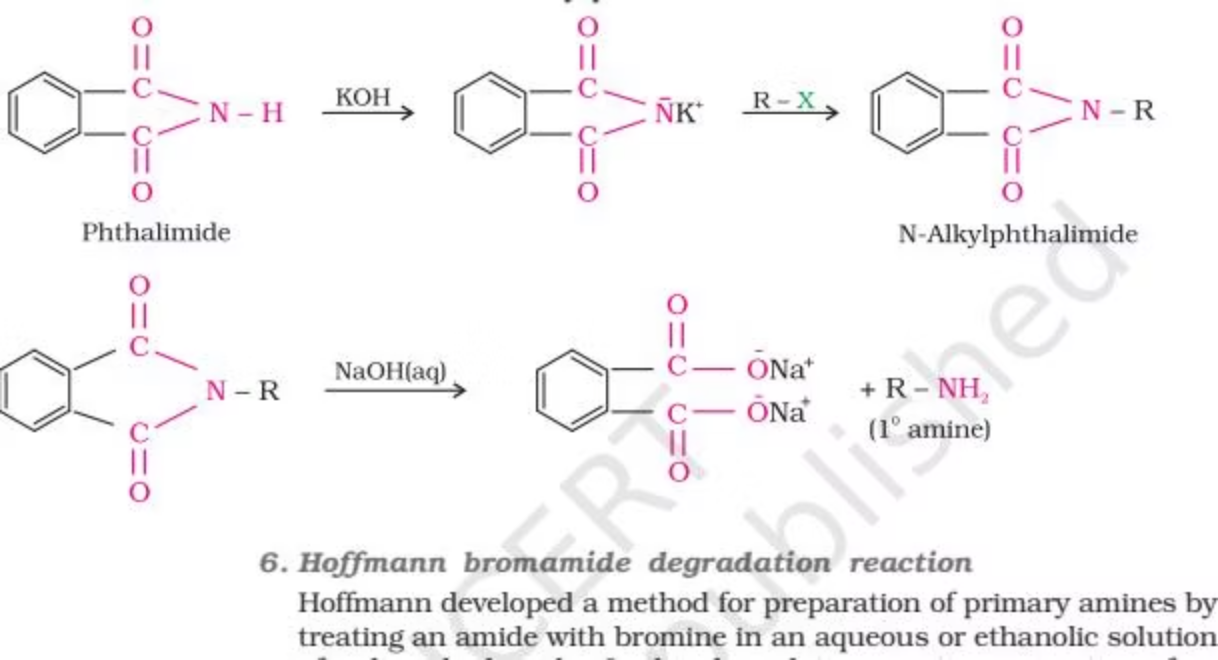 O O O
C C C
KOH R – X
N – H N̄K⁺ N – R
C C C
O O O
Phthalimide N-Alkylphthalimide
O O
C NaOH(aq) C ŌNa⁺
N – R + R – NH₂
C ŌNa⁺
(1° amine)
C
O O
6. Hoffmann bromamide degradation reaction
Hoffmann developed a method for preparation of primary amines by
treating an amide with bromine in an aqueous or ethanolic solution